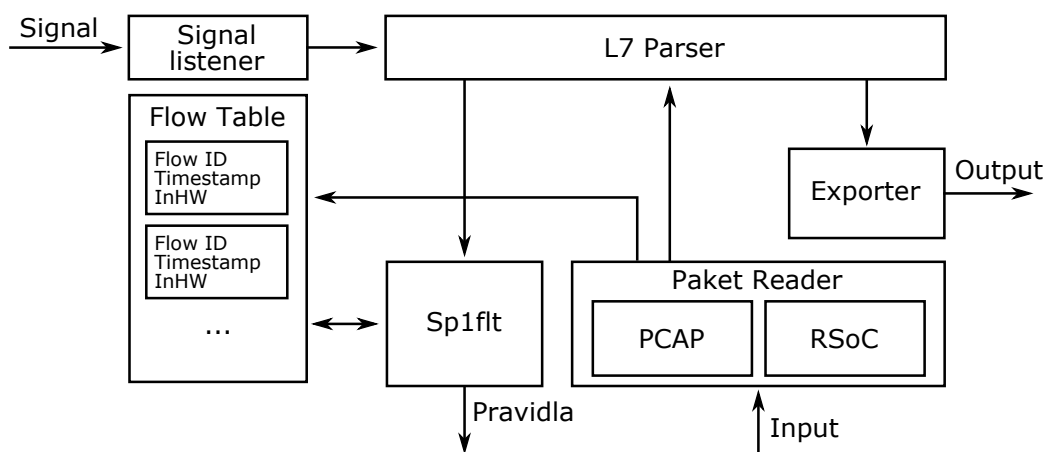 Signal
Signal
listener
L7 Parser
Flow Table
Flow ID
Timestamp
InHW
Flow ID
Timestamp
InHW
...
Sp1flt
Pravidla
Exporter
Output
Paket Reader
PCAP
RSoC
Input